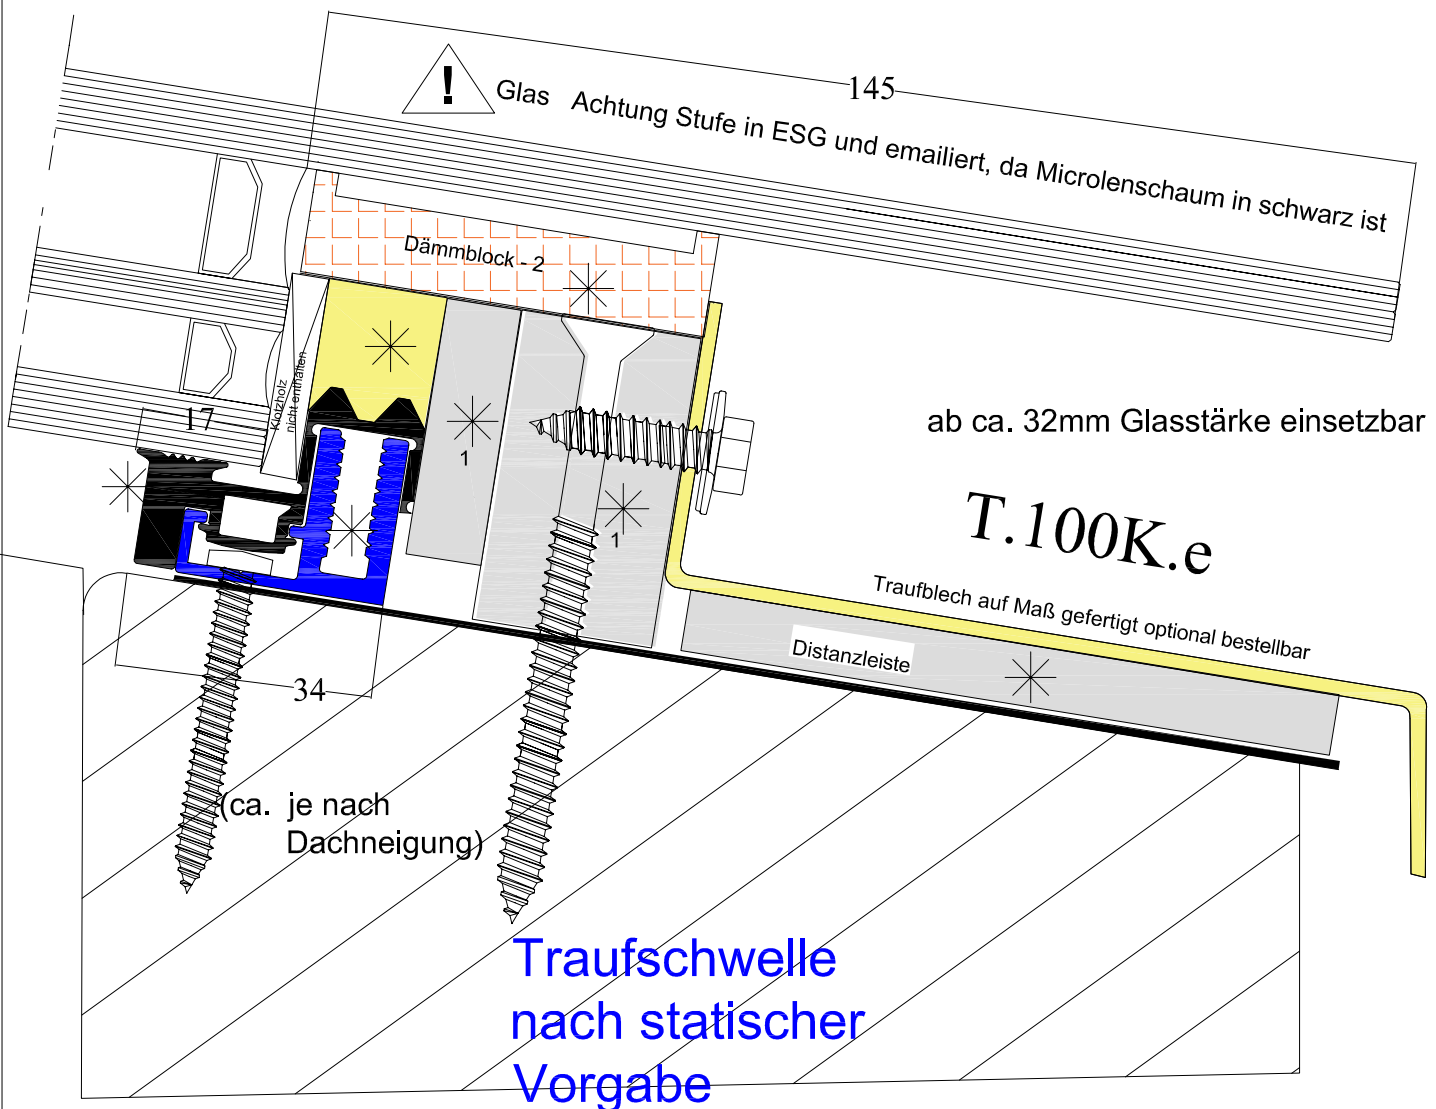 145
! Glas Achtung Stufe in ESG und emailiert, da Microlenschaum in schwarz ist
Dämmblock - 2
Klotzholz
nicht enthalten
17
ab ca. 32mm Glasstärke einsetzbar
1
1
T.100K.e
Traufblech auf Maß gefertigt optional bestellbar
Distanzleiste
34
(ca. je nach
Dachneigung)
Traufschwelle
nach statischer
Vorgabe